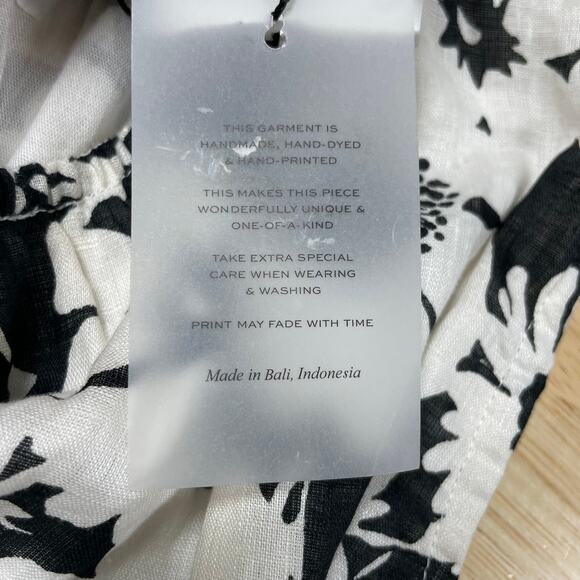 THIS GARMENT IS
HANDMADE, HAND-DYED
& HAND-PRINTED
THIS MAKES THIS PIECE
WONDERFULLY UNIQUE &
ONE-OF-A-KIND
TAKE EXTRA SPECIAL
CARE WHEN WEARING
& WASHING
PRINT MAY FADE WITH TIME
Made in Bali, Indonesia